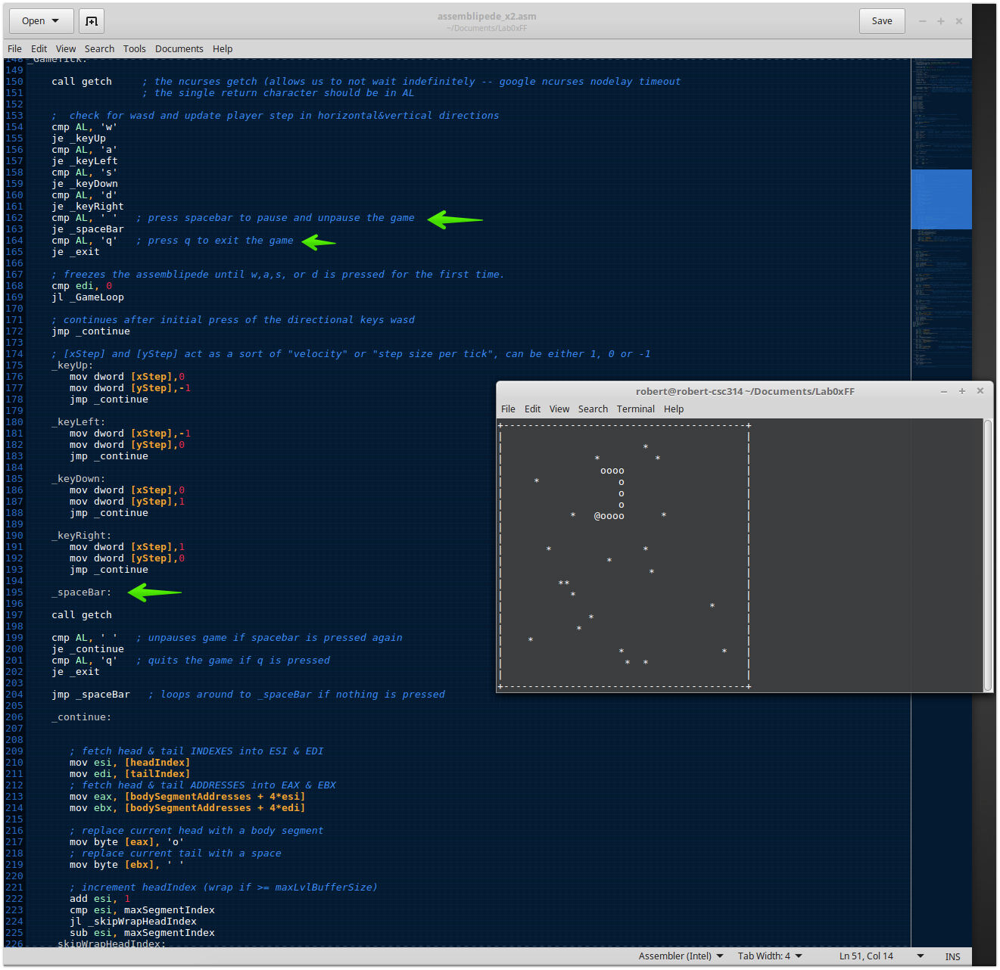 Open
assemblipede_x2.asm
~/Documents/Lab0xFF
Save
File Edit View Search Tools Documents Help
148 _GameTick:
149
150 call getch ; the ncurses getch (allows us to not wait indefinitely -- google ncurses nodelay timeout
151 ; the single return character should be in AL
152
153 ; check for wasd and update player step in horizontal&vertical directions
154 cmp AL, 'w'
155 je _keyUp
156 cmp AL, 'a'
157 je _keyLeft
158 cmp AL, 's'
159 je _keyDown
160 cmp AL, 'd'
161 je _keyRight
162 cmp AL, ' ' ; press spacebar to pause and unpause the game
163 je _spaceBar
164 cmp AL, 'q' ; press q to exit the game
165 je _exit
166
167 ; freezes the assemblipede until w,a,s, or d is pressed for the first time.
168 cmp edi, 0
169 jl _GameLoop
170
171 ; continues after initial press of the directional keys wasd
172 jmp _continue
173
174 ; [xStep] and [yStep] act as a sort of "velocity" or "step size per tick", can be either 1, 0 or -1
175 _keyUp:
176 mov dword [xStep],0
177 mov dword [yStep],-1
178 jmp _continue
179
180 _keyLeft:
181 mov dword [xStep],-1
182 mov dword [yStep],0
183 jmp _continue
184
185 _keyDown:
186 mov dword [xStep],0
187 mov dword [yStep],1
188 jmp _continue
189
190 _keyRight:
191 mov dword [xStep],1
192 mov dword [yStep],0
193 jmp _continue
194
195 _spaceBar:
196
197 call getch
198
199 cmp AL, ' ' ; unpauses game if spacebar is pressed again
200 je _continue
201 cmp AL, 'q' ; quits the game if q is pressed
202 je _exit
203
204 jmp _spaceBar ; loops around to _spaceBar if nothing is pressed
205
206 _continue:
207
208
209 ; fetch head & tail INDEXES into ESI & EDI
210 mov esi, [headIndex]
211 mov edi, [tailIndex]
212 ; fetch head & tail ADDRESSES into EAX & EBX
213 mov eax, [bodySegmentAddresses + 4*esi]
214 mov ebx, [bodySegmentAddresses + 4*edi]
215
216 ; replace current head with a body segment
217 mov byte [eax], 'o'
218 ; replace current tail with a space
219 mov byte [ebx], ' '
220
221 ; increment headIndex (wrap if >= maxLvlBufferSize)
222 add esi, 1
223 cmp esi, maxSegmentIndex
224 jl _skipWrapHeadIndex
225 sub esi, maxSegmentIndex
226 _skipWrapHeadIndex:
robert@robert-csc314 ~/Documents/Lab0xFF
File Edit View Search Terminal Help
+----------------------------------------+
| * |
| * * |
| oooo |
| * o |
| o |
| o |
| * @oooo * |
| * * |
| * |
| * |
| ** |
| * |
| * |
| * |
| * |
| * |
| * * |
| * * |
+----------------------------------------+
Assembler (Intel) Tab Width: 4 Ln 51, Col 14 INS